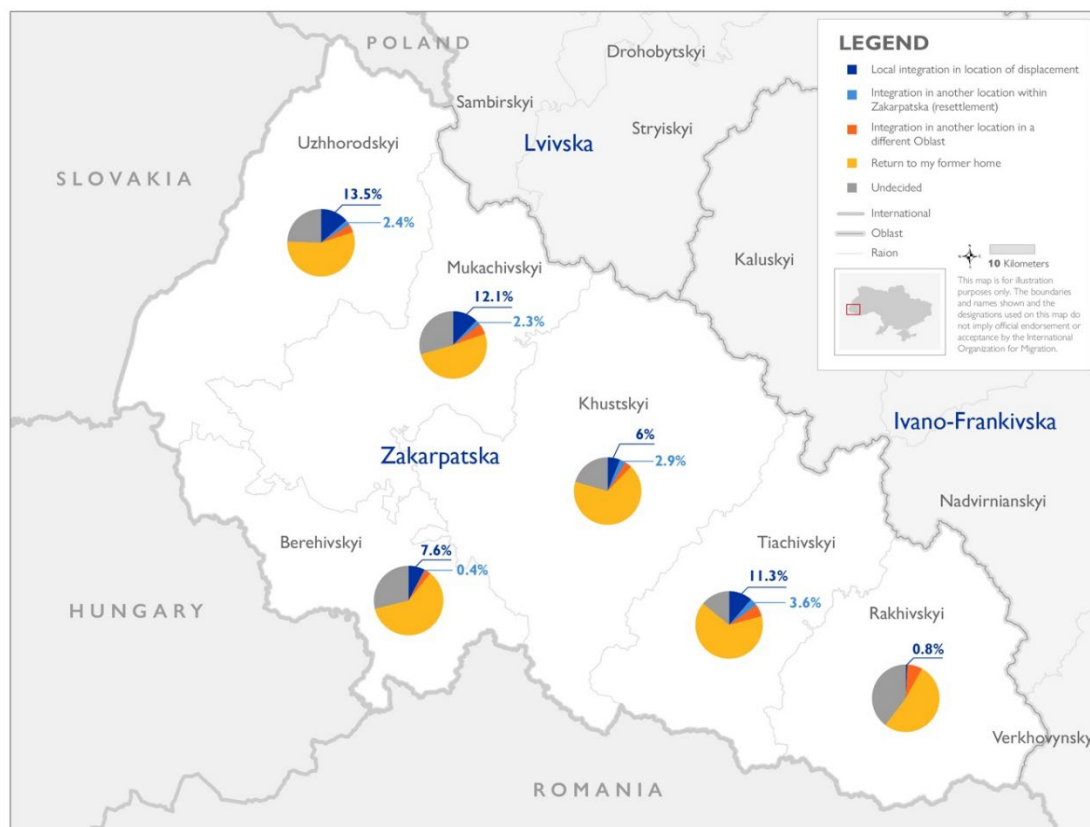 POLAND
Drohobytskyi
Sambirskyi
Stryiskyi
Uzhhorodskyi
Lvivska
SLOVAKIA
13.5%
2.4%
Mukachivskyi
12.1%
2.3%
Kaluskyi
Khustskyi
6%
2.9%
Ivano-Frankivska
Zakarpatska
Nadvirnianskyi
Berehivskyi
7.6%
0.4%
Tiachivskyi
11.3%
3.6%
HUNGARY
Rakhivskyi
0.8%
Verkhovynsky
ROMANIA
LEGEND
Local integration in location of displacement
Integration in another location within
Zakarpatska (resettlement)
Integration in another location in a
different Oblast
Return to my former home
Undecided
International
Oblast
Raion
10 Kilometers
This map is for illustration
purposes only. The boundaries
and names shown and the
designations used on this map do
not imply official endorsement or
acceptance by the International
Organization for Migration.